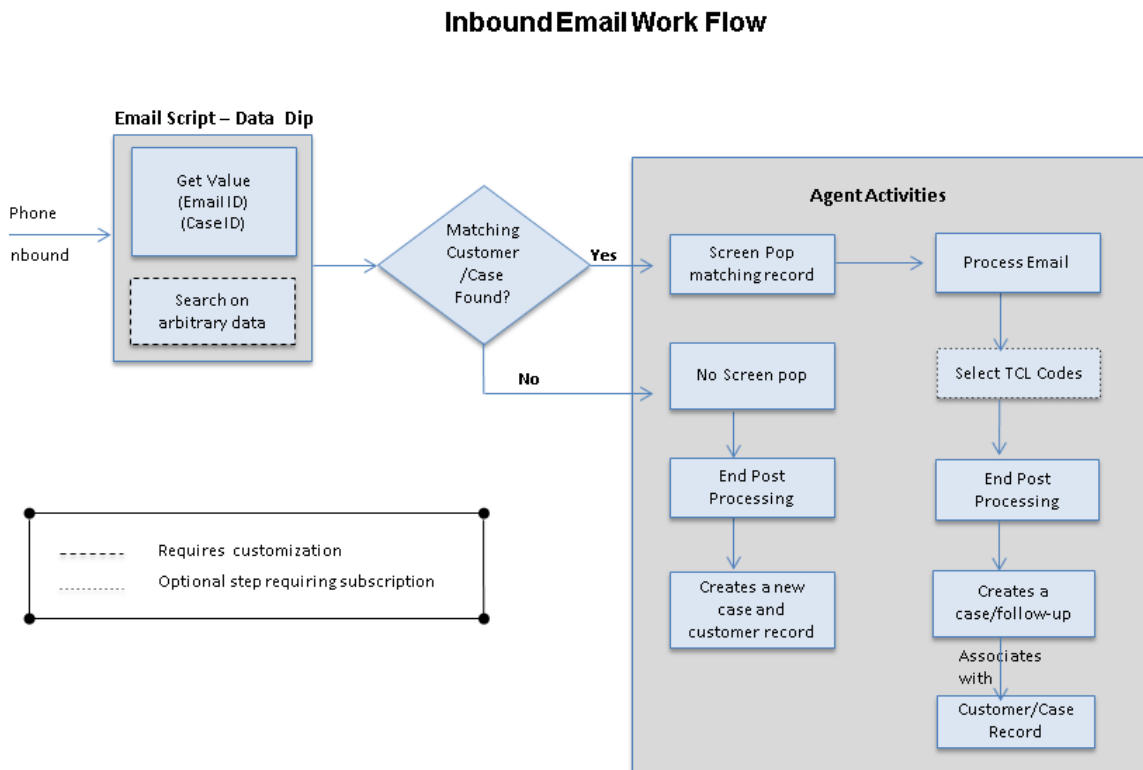 Inbound Email Work Flow
Email Script – Data Dip
Get Value
(Email ID)
(Case ID)
Search on
arbitrary data
Phone
nbound
Matching
Customer
/Case
Found?
Yes
No
Agent Activities
Screen Pop
matching record
Process Email
No Screen pop
Select TCL Codes
End Post
Processing
End Post
Processing
Creates a new
case and
customer record
Creates a
case/follow-up
Associates
with
Customer/Case
Record
Requires customization
Optional step requiring subscription